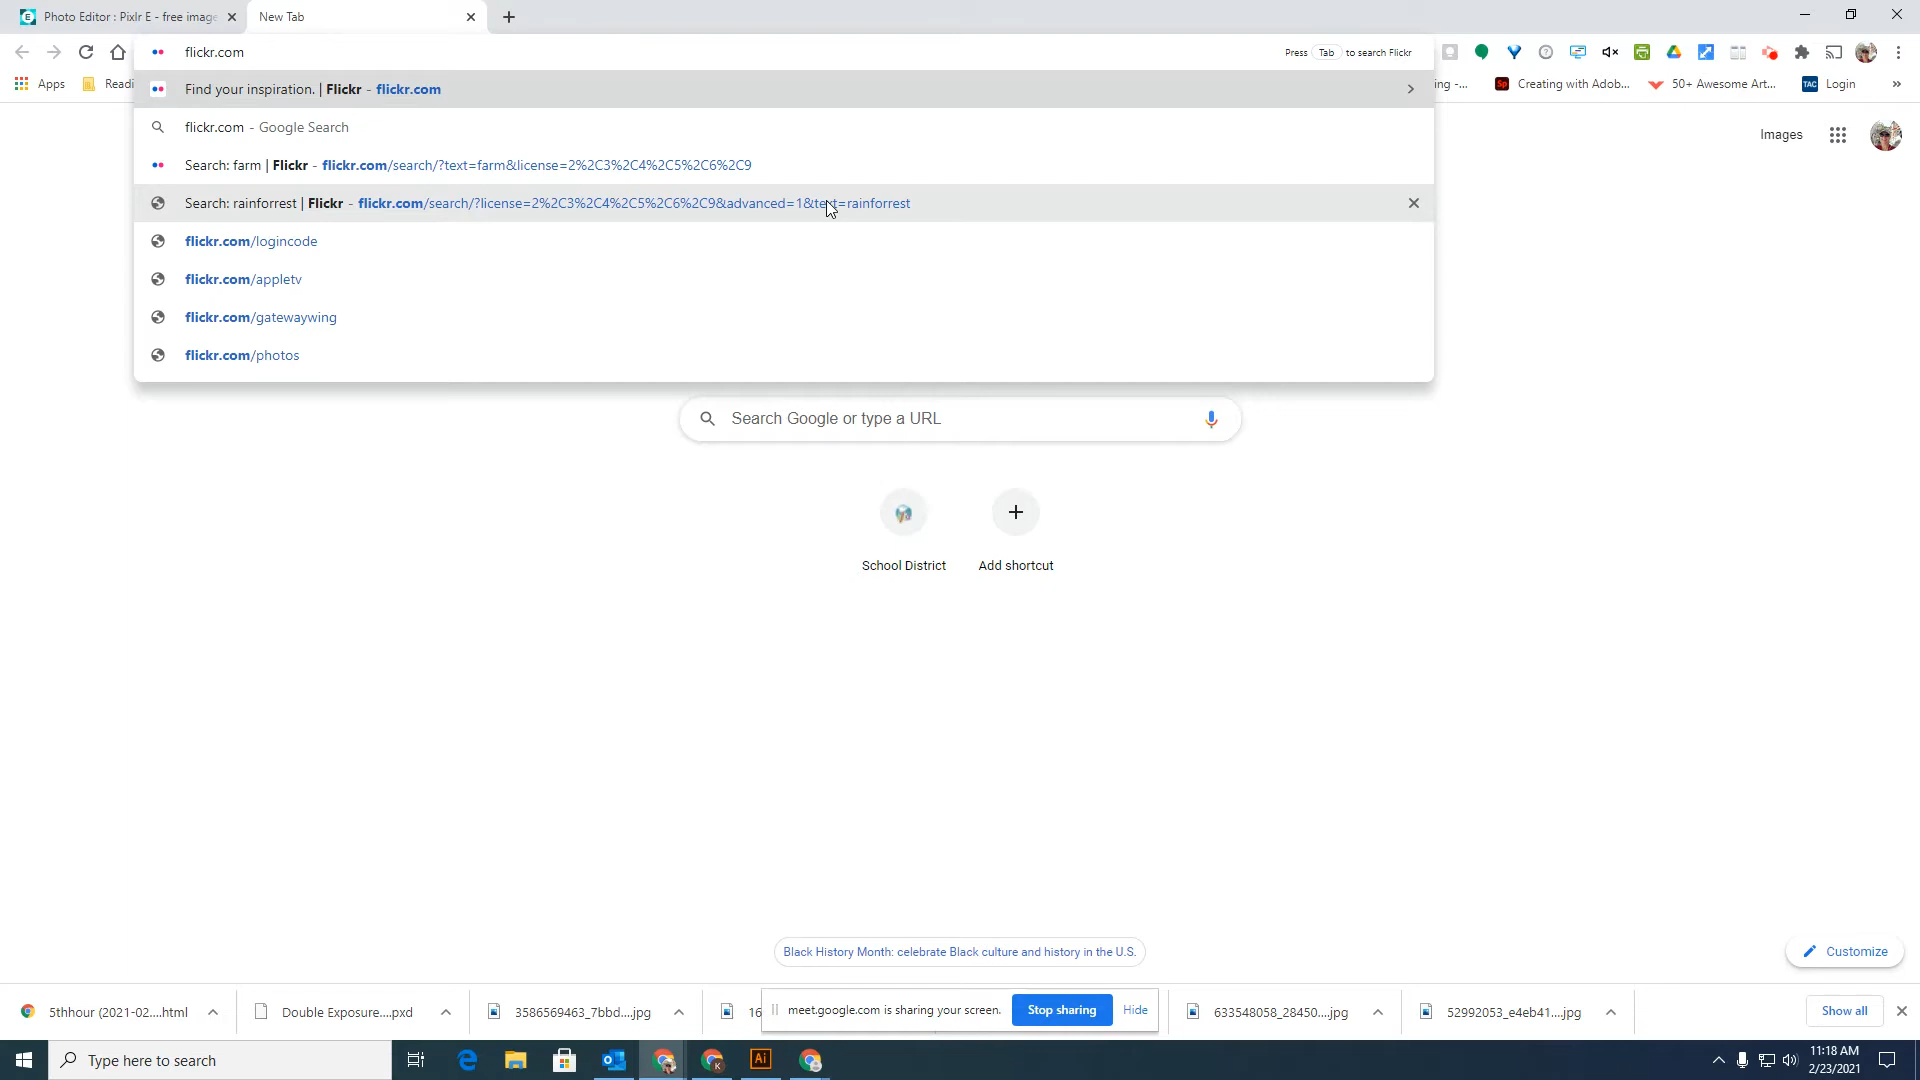 Photo Editor : Pixlr E - free image
New Tab
flickr.com
Press Tab to search Flickr
Find your inspiration. | Flickr - flickr.com
Apps
Readi
ing -...
Creating with Adob...
50+ Awesome Art...
TAC Login
flickr.com - Google Search
Images
Search: farm | Flickr - flickr.com/search/?text=farm&license=2%2C3%2C4%2C5%2C6%2C9
Search: rainforrest | Flickr - flickr.com/search/?license=2%2C3%2C4%2C5%2C6%2C9&advanced=1&text=rainforrest
flickr.com/logincode
flickr.com/appletv
flickr.com/gatewaywing
flickr.com/photos
Search Google or type a URL
School District
Add shortcut
Black History Month: celebrate Black culture and history in the U.S.
Customize
5thhour (2021-02....html
Double Exposure....pxd
3586569463_7bbd....jpg
16
meet.google.com is sharing your screen.
Stop sharing
Hide
633548058_28450....jpg
52992053_e4eb41....jpg
Show all
Type here to search
Ai
K
11:18 AM
2/23/2021